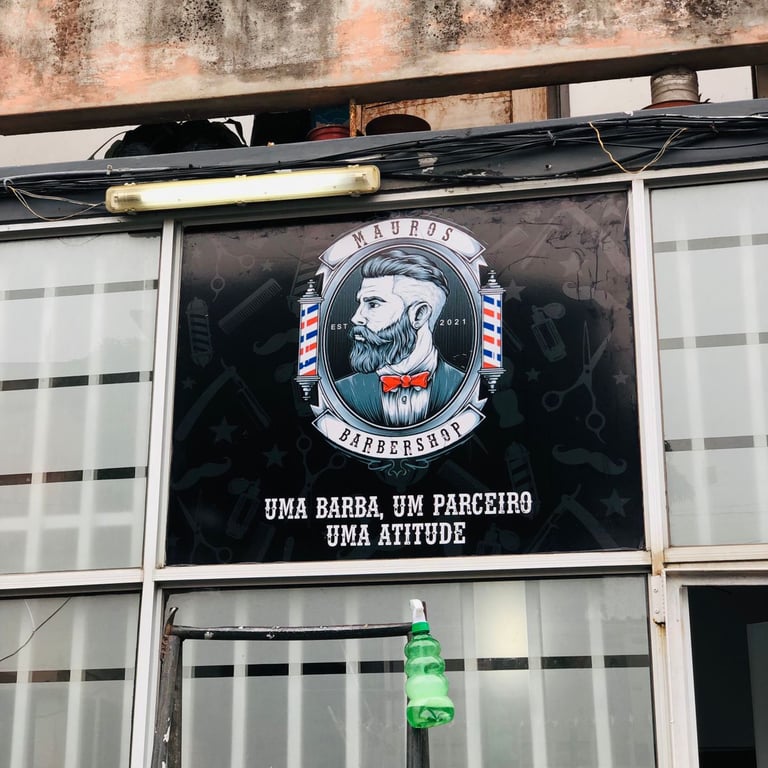 MAUROS
EST 2021
BARBERSHOP
UMA BARBA, UM PARCEIRO
UMA ATITUDE